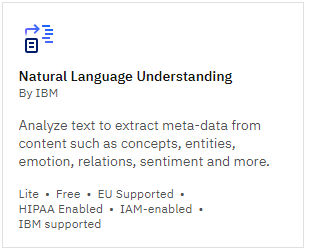 Natural Language Understanding
By IBM
Analyze text to extract meta-data from
content such as concepts, entities,
emotion, relations, sentiment and more.
Lite • Free • EU Supported •
HIPAA Enabled • IAM-enabled •
IBM supported